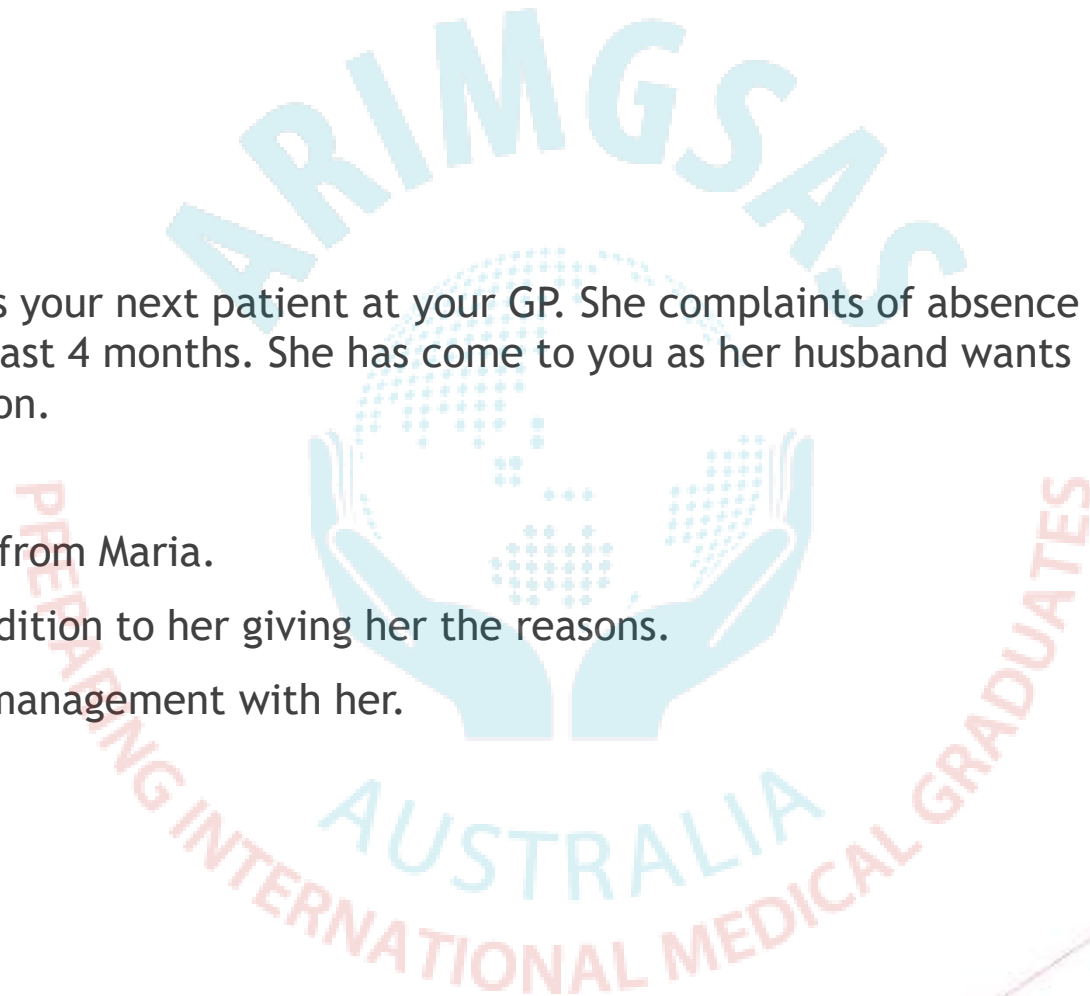 s your next patient at your GP. She complaints of absence
ast 4 months. She has come to you as her husband wants
on.
from Maria.
dition to her giving her the reasons.
management with her.
ARIMGSAS
PREPARING INTERNATIONAL MEDICAL GRADUATES
AUSTRALIA